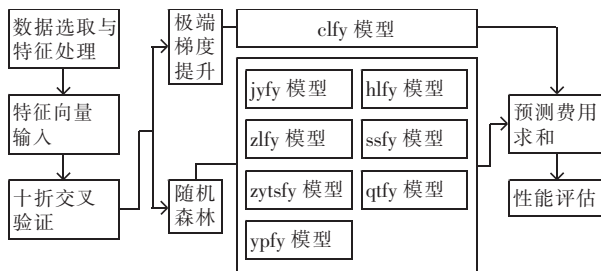 数据选取与
特征处理
特征向量
输入
十折交叉
验证
极端
梯度
提升
随机
森林
clfy 模型
jyfy 模型
hlfy 模型
zlfy 模型
ssfy 模型
zytsfy 模型
qtfy 模型
ypfy 模型
预测费用
求和
性能评估